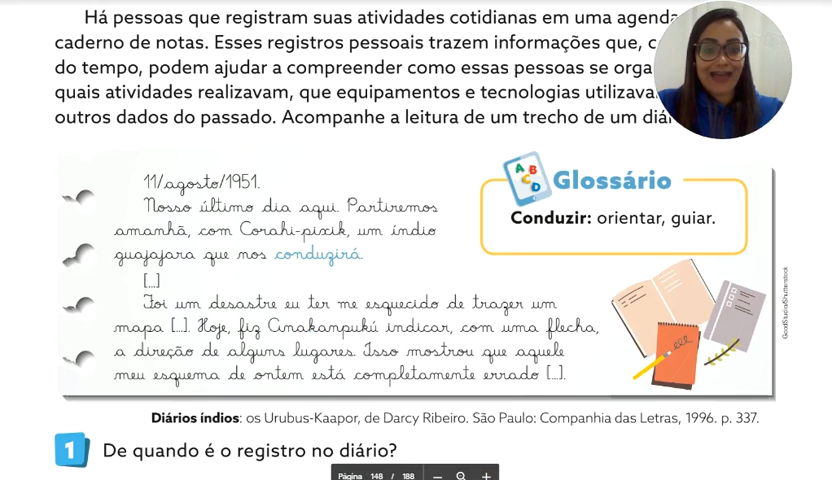 Há pessoas que registram suas atividades cotidianas em uma agenda
caderno de notas. Esses registros pessoais trazem informações que, c
do tempo, podem ajudar a compreender como essas pessoas se orga
quais atividades realizavam, que equipamentos e tecnologias utilizava
outros dados do passado. Acompanhe a leitura de um trecho de um diár
11/agosto/1951.
Nosso último dia aqui. Partiremos
amanhã, com Corahi-pixik, um índio
guajajara que nos conduzirá
[...]
Foi um desastre eu ter me esquecido de trazer um
mapa [...]. Hoje, fiz Anakanpukú indicar, com uma flecha,
a direção de alguns lugares. Isso mostrou que aquele
meu esquema de ontem está completamente errado [...].
A B C D
Glossário
Conduzir: orientar, guiar.
GoodStudio/Shutterstock
Diários índios: os Urubus-Kaapor, de Darcy Ribeiro. São Paulo: Companhia das Letras, 1996. p. 337.
1 De quando é o registro no diário?
Página 148 / 188 — +